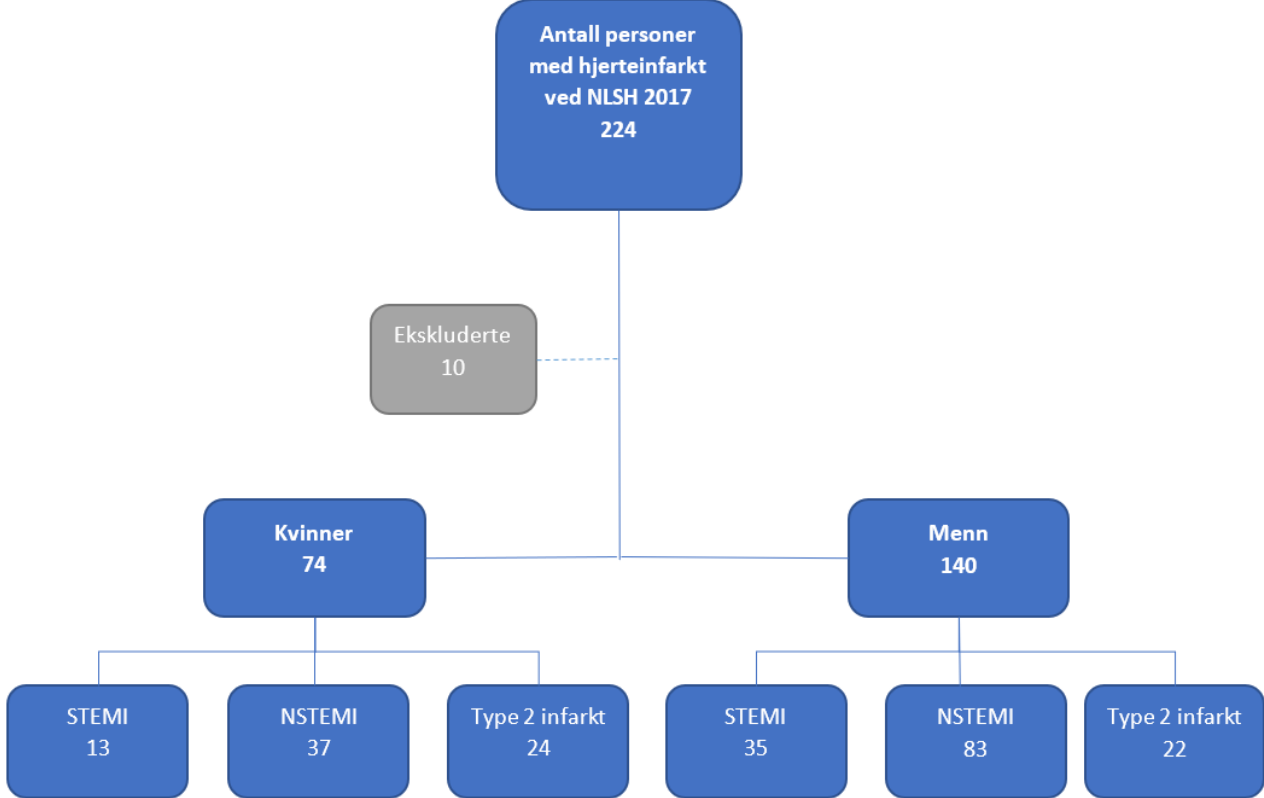 Antall personer
med hjerteinfarkt
ved NLSH 2017
224
Ekskluderte
10
Kvinner
74
Menn
140
STEMI
13
NSTEMI
37
Type 2 infarkt
24
STEMI
35
NSTEMI
83
Type 2 infarkt
22